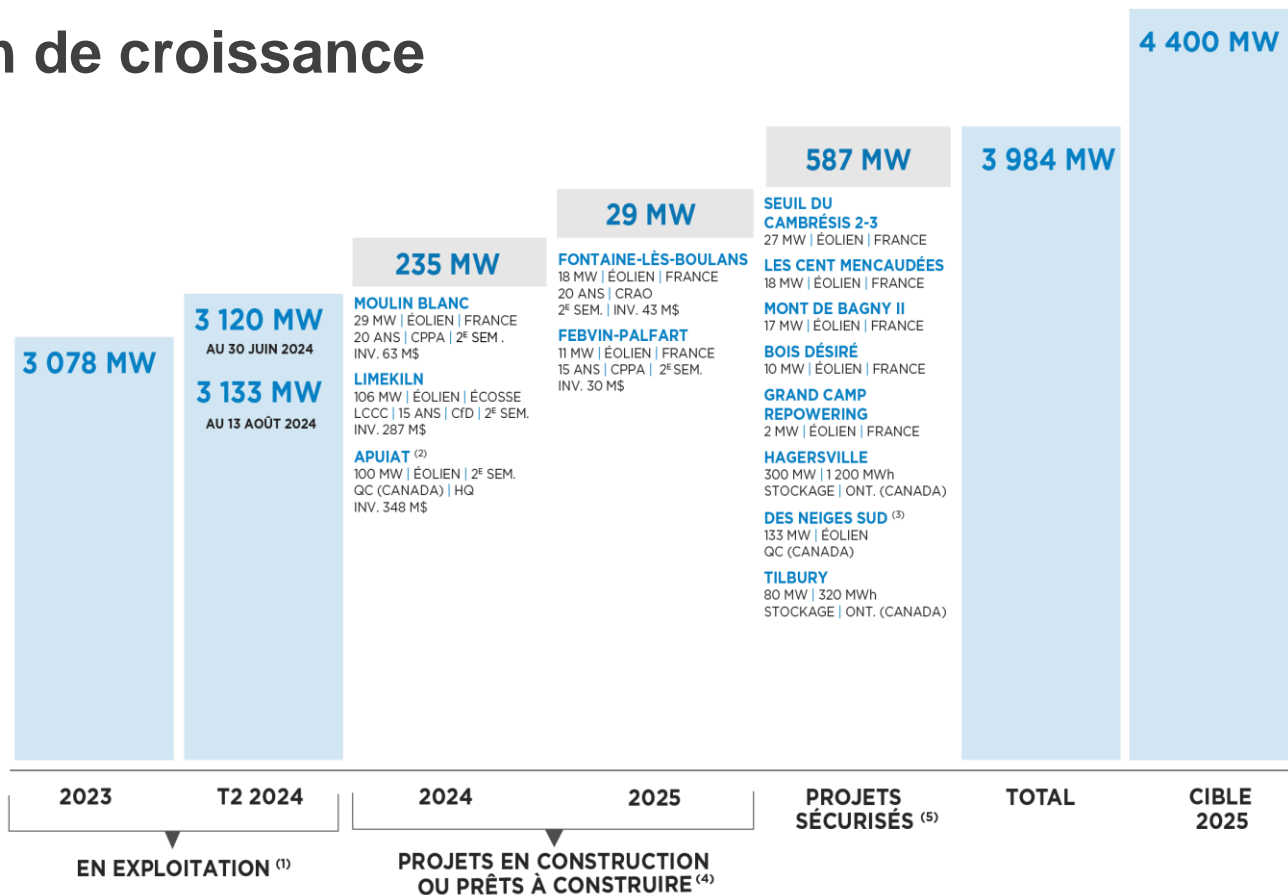 n de croissance
3 078 MW
3 120 MW
AU 30 JUIN 2024
3 133 MW
AU 13 AOÛT 2024
235 MW
MOULIN BLANC
29 MW | ÉOLIEN | FRANCE
20 ANS | CPPA | 2E SEM.
INV. 63 M$
LIMEKILN
106 MW | ÉOLIEN | ÉCOSSE
LCCC | 15 ANS | CfD | 2E SEM.
INV. 287 M$
APUIAT (2)
100 MW | ÉOLIEN | 2E SEM.
QC (CANADA) | HQ
INV. 348 M$
29 MW
FONTAINE-LÈS-BOULANS
18 MW | ÉOLIEN | FRANCE
20 ANS | CRAO
2E SEM. | INV. 43 M$
FEBVIN-PALFART
11 MW | ÉOLIEN | FRANCE
15 ANS | CPPA | 2E SEM.
INV. 30 M$
587 MW
SEUIL DU
CAMBRÉSIS 2-3
27 MW | ÉOLIEN | FRANCE
LES CENT MENCAUDÉES
18 MW | ÉOLIEN | FRANCE
MONT DE BAGNY II
17 MW | ÉOLIEN | FRANCE
BOIS DÉSIRÉ
10 MW | ÉOLIEN | FRANCE
GRAND CAMP
REPOWERING
2 MW | ÉOLIEN | FRANCE
HAGERSVILLE
300 MW | 1 200 MWh
STOCKAGE | ONT. (CANADA)
DES NEIGES SUD (3)
133 MW | ÉOLIEN
QC (CANADA)
TILBURY
80 MW | 320 MWh
STOCKAGE | ONT. (CANADA)
3 984 MW
4 400 MW
2023
T2 2024
2024
2025
PROJETS
SÉCURISÉS (5)
TOTAL
CIBLE
2025
EN EXPLOITATION (1)
PROJETS EN CONSTRUCTION
OU PRÊTS À CONSTRUIRE (4)